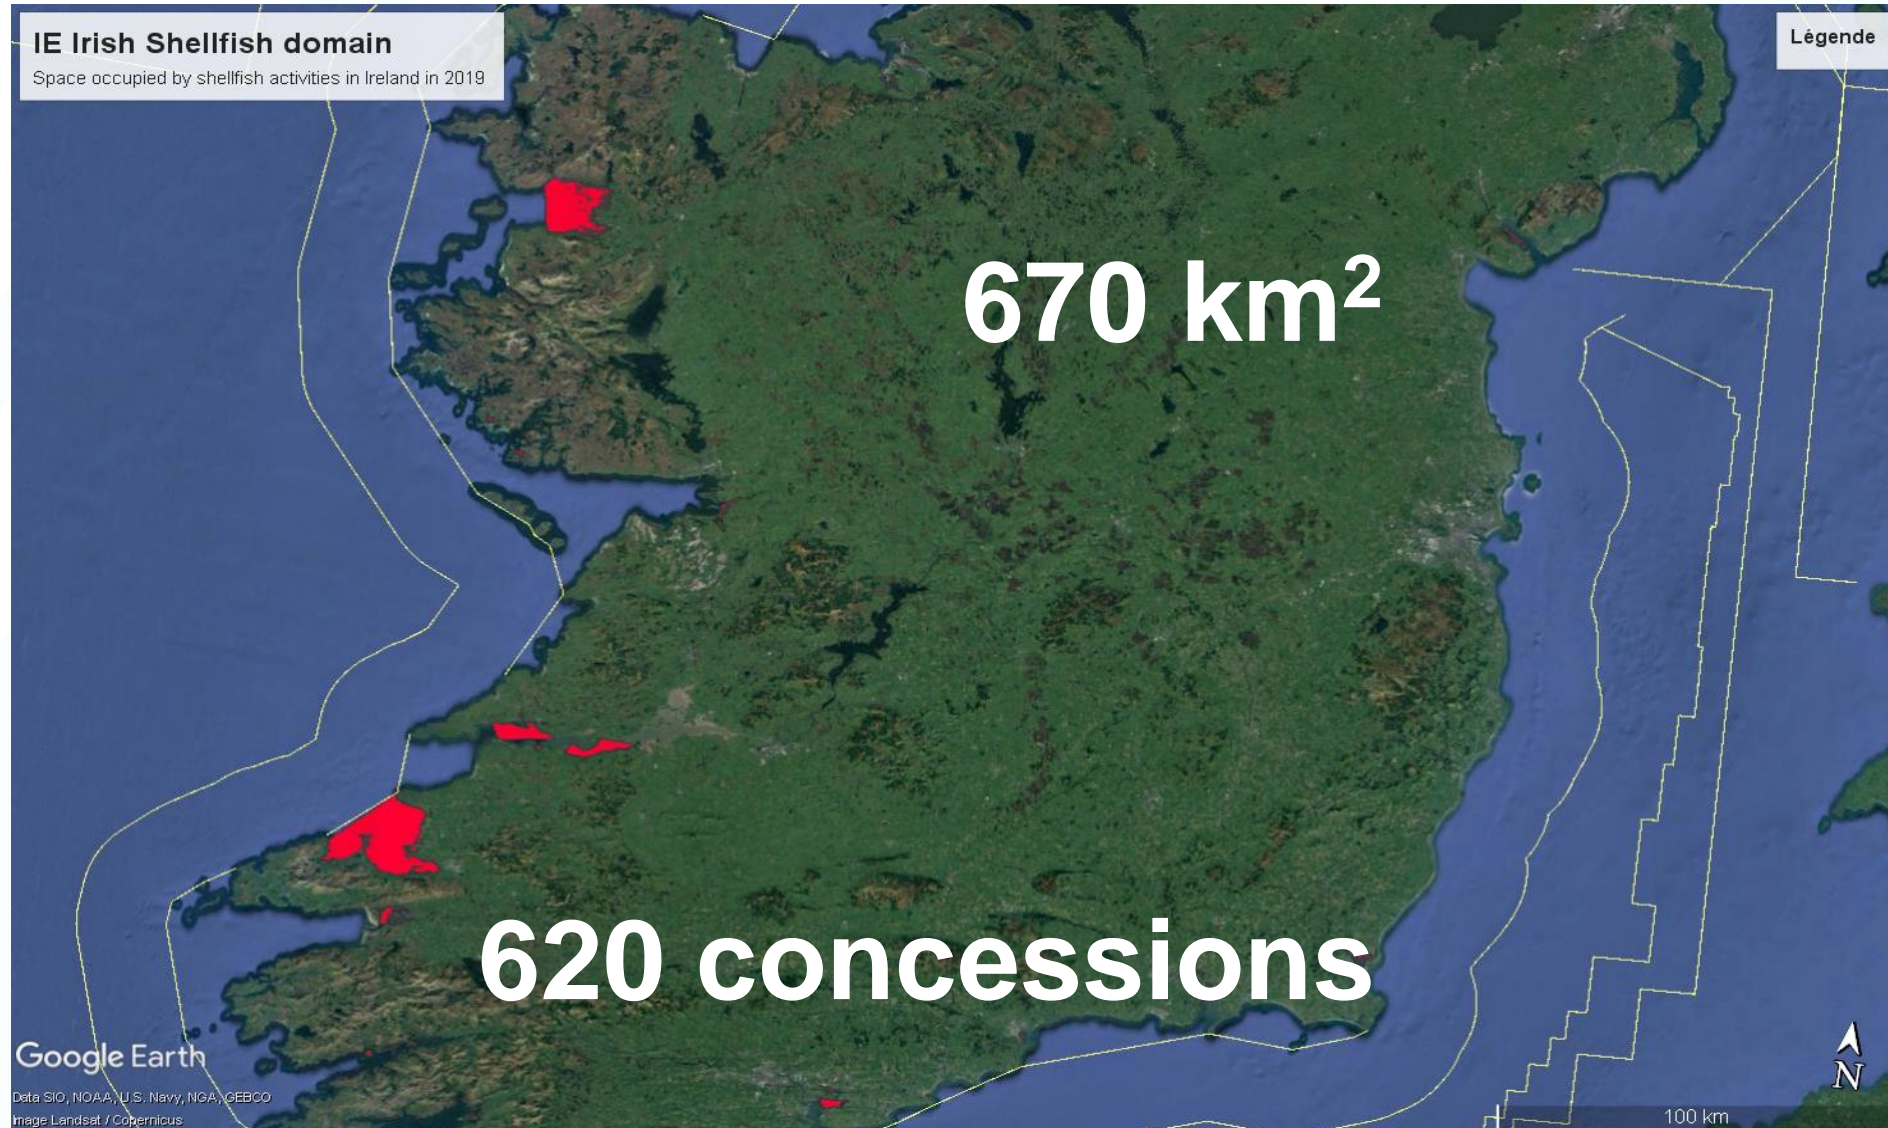 IE Irish Shellfish domain
Space occupied by shellfish activities in Ireland in 2019
Légende
670 km²
620 concessions
Google Earth
Data SIO, NOAA, U.S. Navy, NGA, GEBCO
Image Landsat / Copernicus
N
100 km